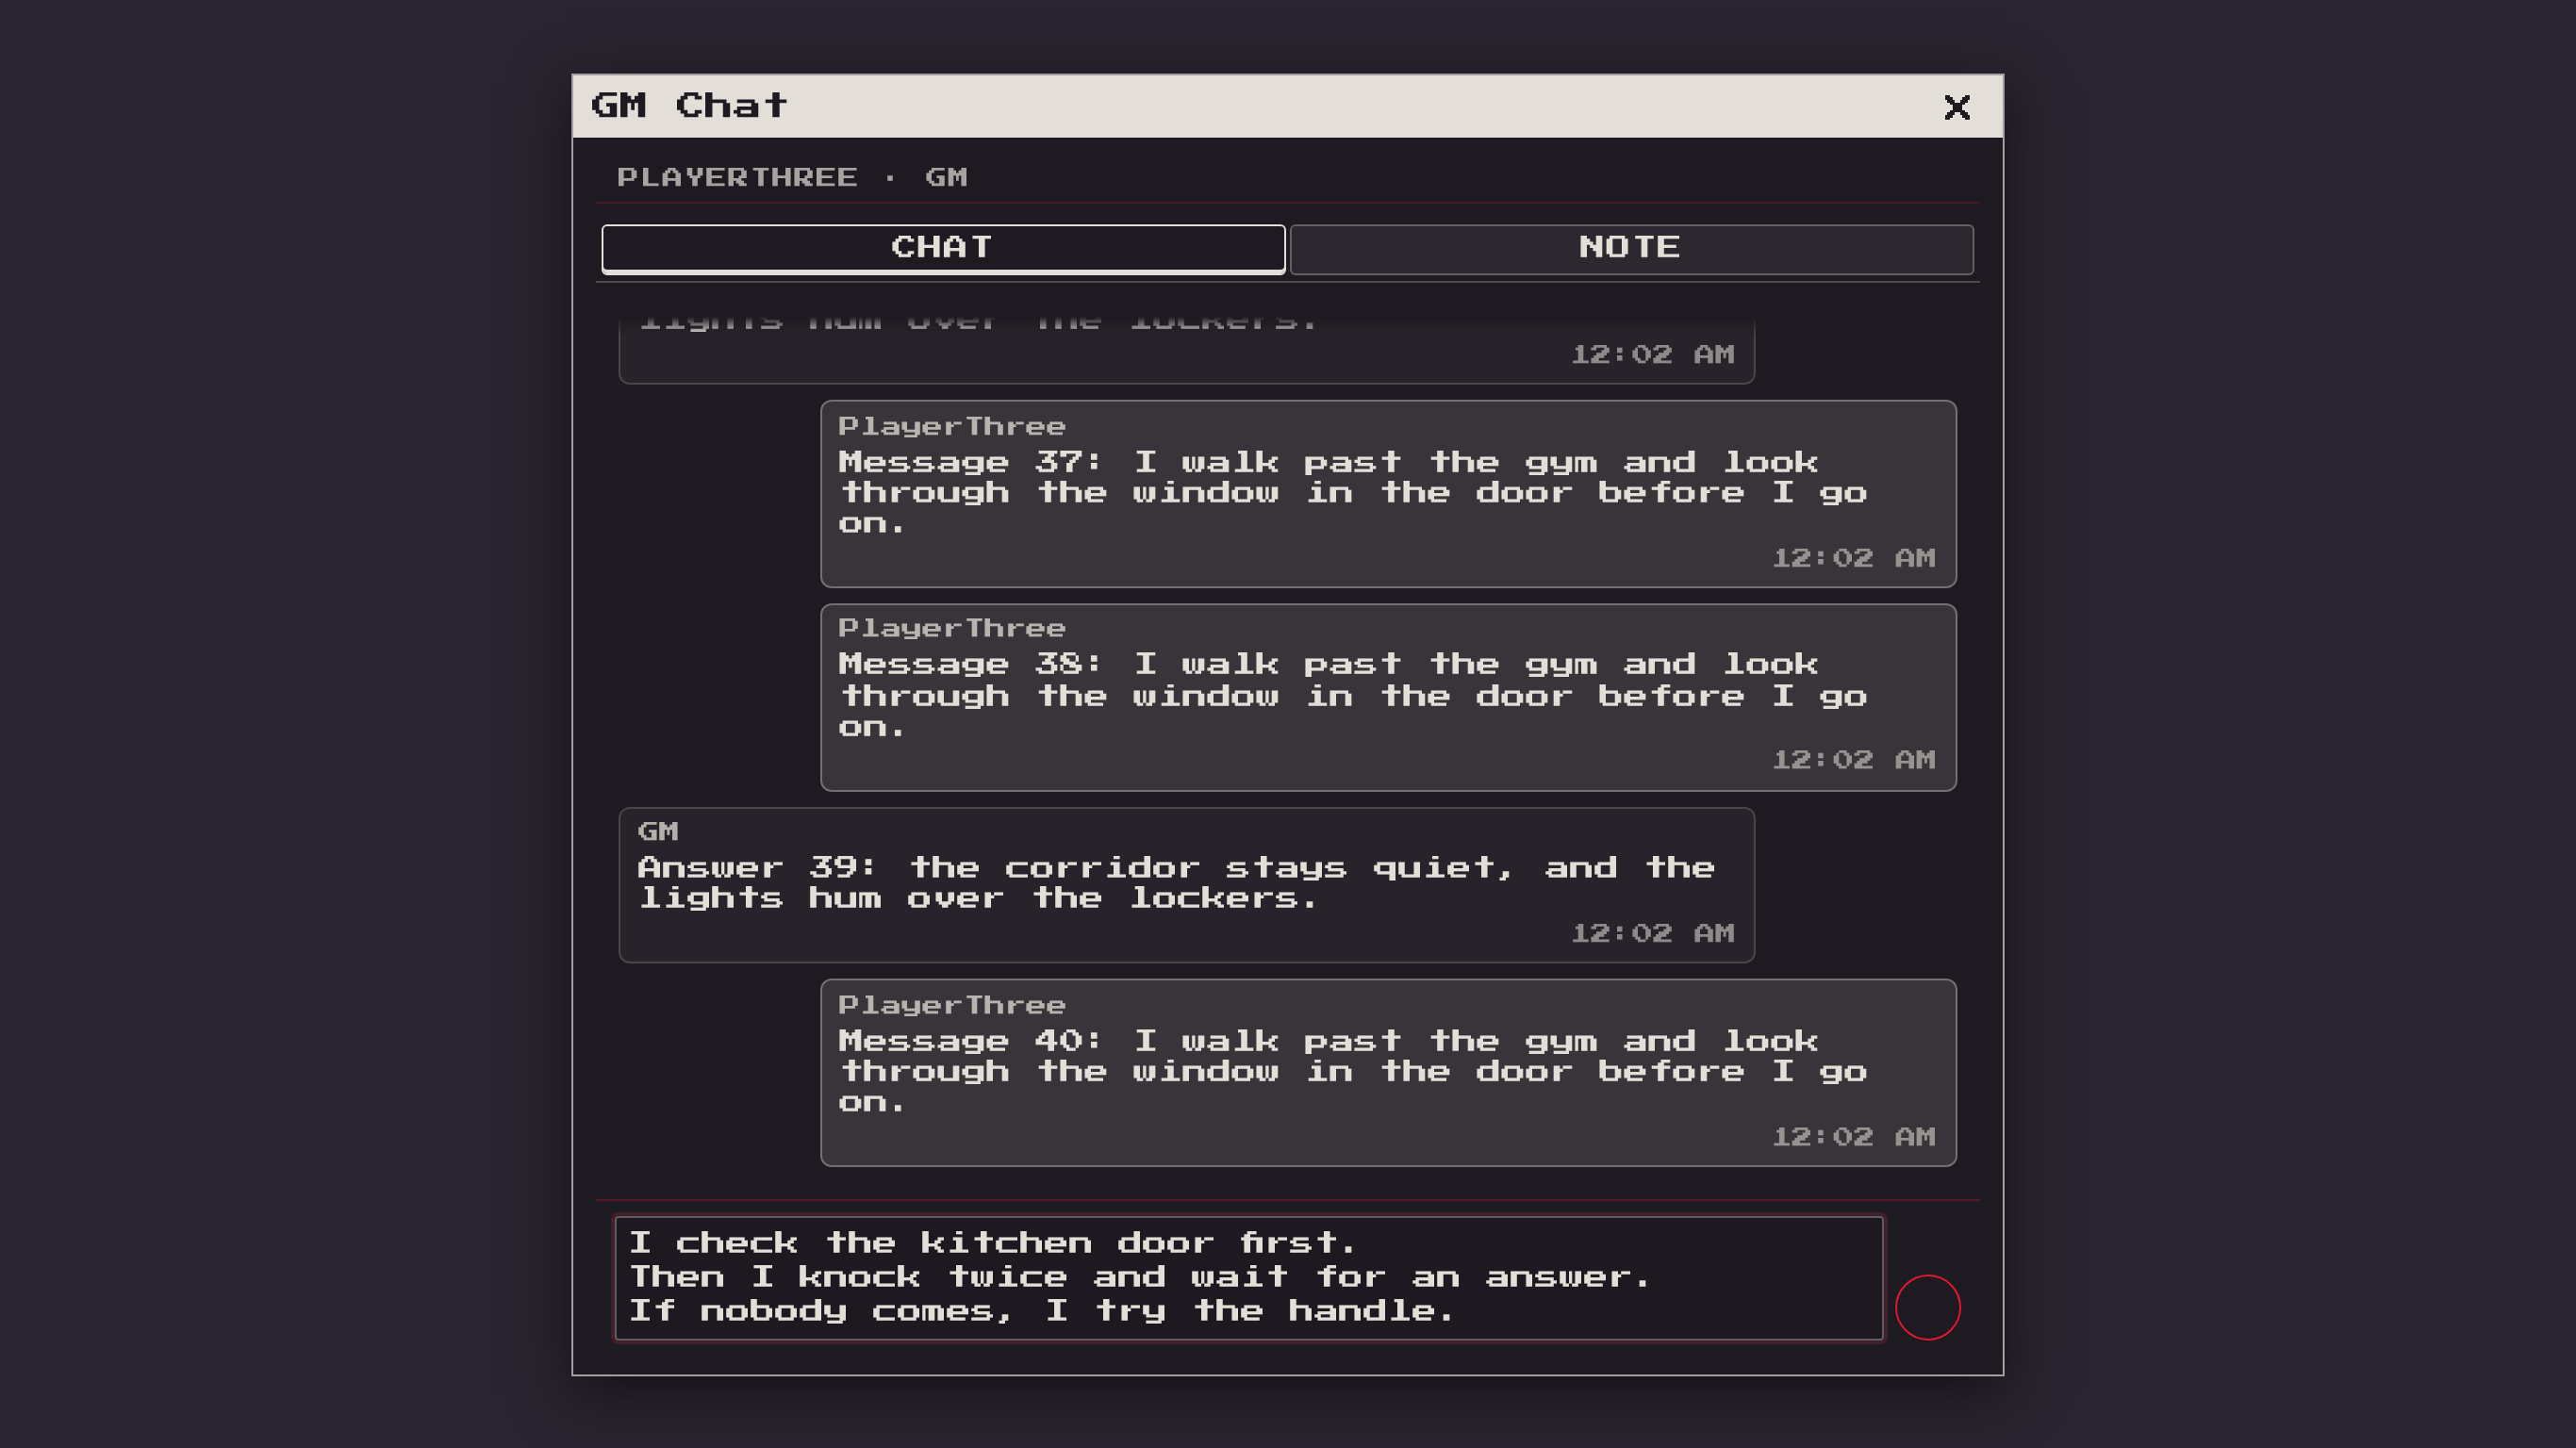 GM Chat
PLAYERTHREE · GM
CHAT
NOTE
lights hum over the lockers.
12:02 AM
PlayerThree
Message 37: I walk past the gym and look
through the window in the door before I go
on.
12:02 AM
PlayerThree
Message 38: I walk past the gym and look
through the window in the door before I go
on.
12:02 AM
GM
Answer 39: the corridor stays quiet, and the
lights hum over the lockers.
12:02 AM
PlayerThree
Message 40: I walk past the gym and look
through the window in the door before I go
on.
12:02 AM
I check the kitchen door first.
Then I knock twice and wait for an answer.
If nobody comes, I try the handle.